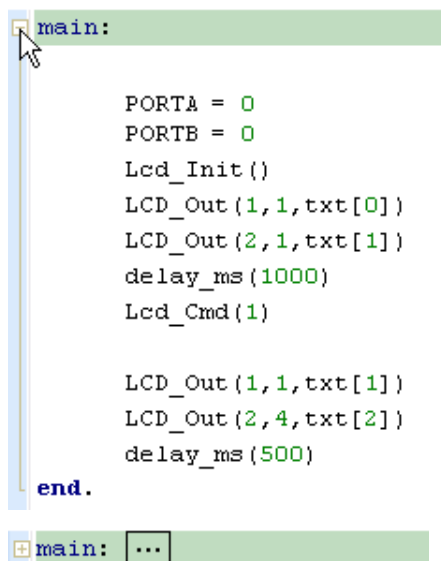 main:
PORTA = 0
PORTB = 0
Lcd_Init()
LCD_Out(1,1,txt[0])
LCD_Out(2,1,txt[1])
delay_ms(1000)
Lcd_Cmd(1)
LCD_Out(1,1,txt[1])
LCD_Out(2,4,txt[2])
delay_ms(500)
end.
main: ...